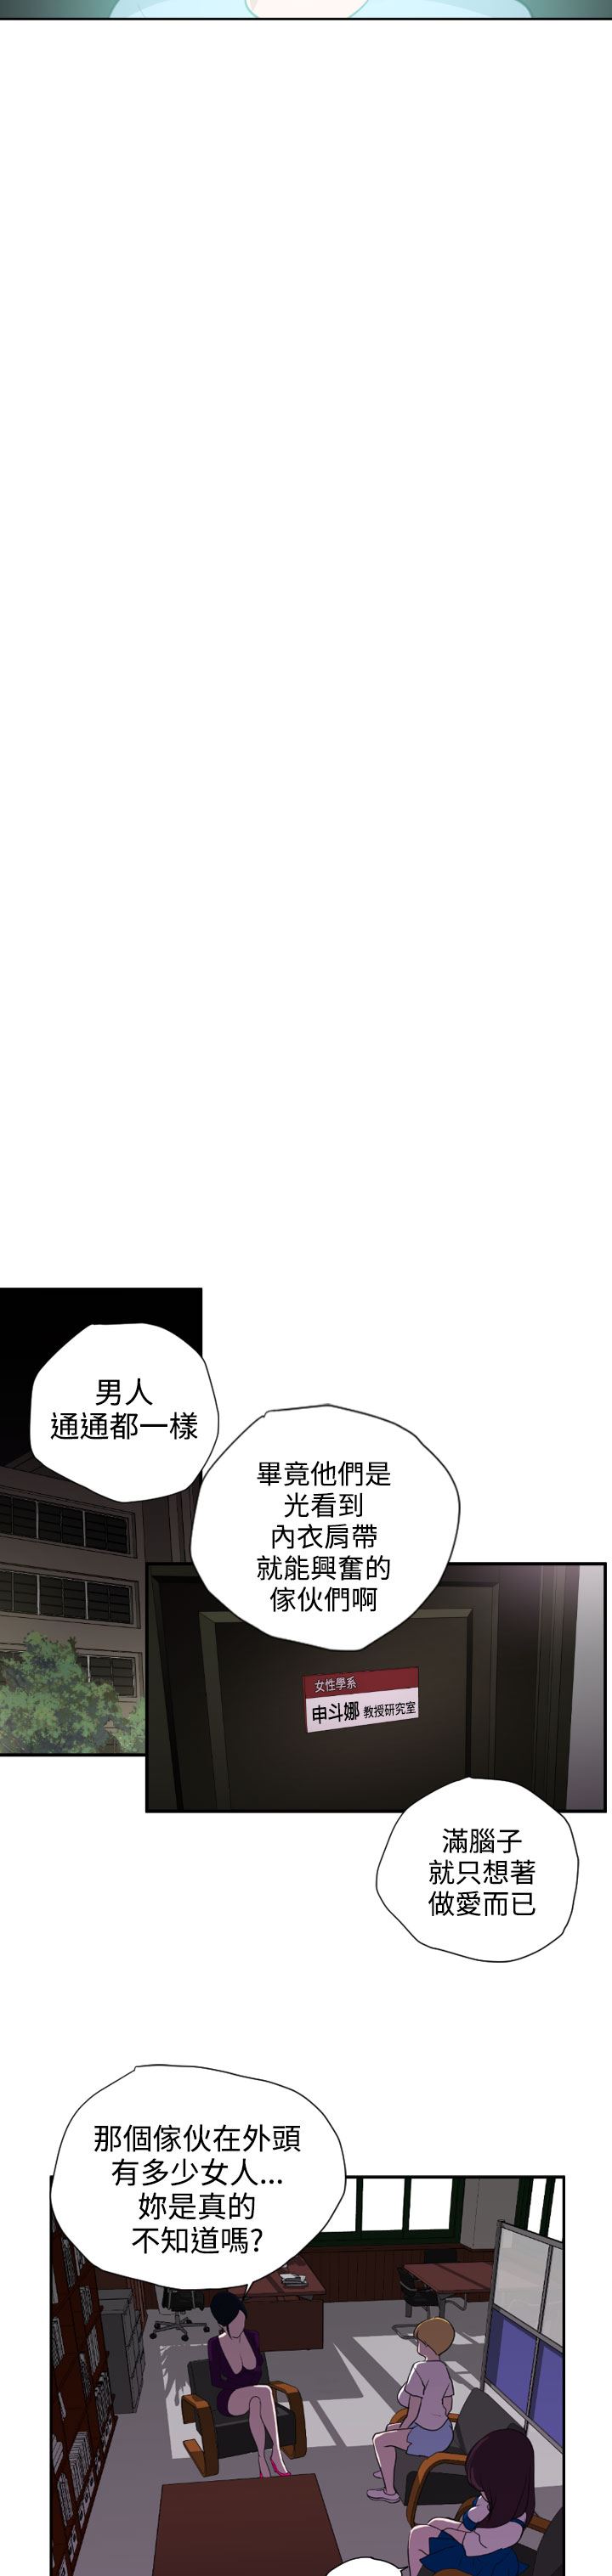 男人
通通都一樣
畢竟他們是
光看到
內衣肩帶
就能興奮的
傢伙們啊
女性學系
申斗娜 教授研究室
滿腦子
就只想著
做愛而已
那個傢伙在外頭
有多少女人...
妳是真的
不知道嗎?